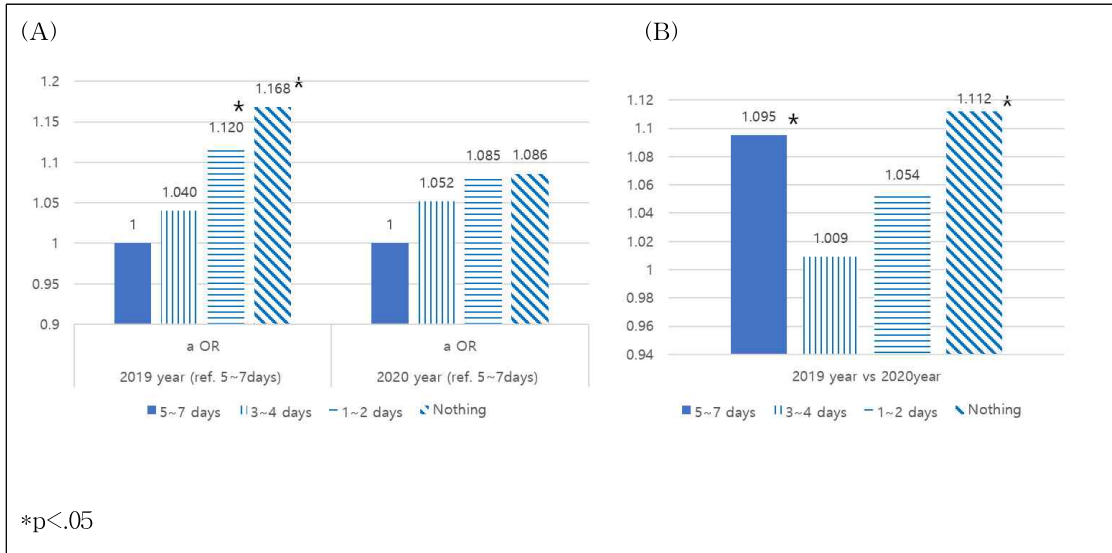 (A)
1.2
1.15
1.1
1.05
1
0.95
0.9
1
1.040
*
1.120
1.168 *
1
1.052
1.085
1.086
a OR
a OR
2019 year (ref. 5~7days)
2020 year (ref. 5~7days)
5~7 days
3~4 days
1~2 days
Nothing
(B)
1.12
1.1
1.08
1.06
1.04
1.02
1
0.98
0.96
0.94
1.095 *
1.009
1.054
1.112 *
2019 year vs 2020year
5~7 days
3~4 days
1~2 days
Nothing
*p<.05